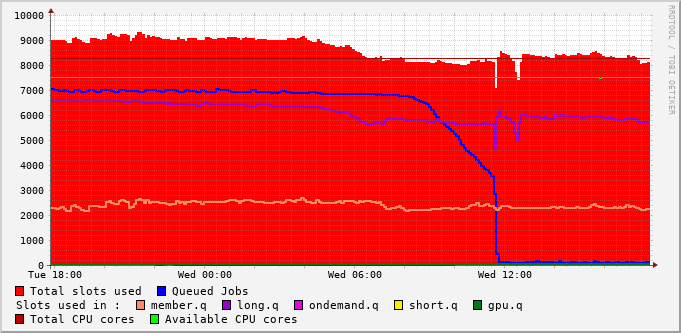 10000
9000
8000
7000
6000
5000
4000
3000
2000
1000
0
Tue 18:00 Wed 00:00 Wed 06:00 Wed 12:00
Total slots used Queued Jobs
Slots used in : member.q long.q ondemand.q short.q gpu.q
Total CPU cores Available CPU cores
RRDTOOL / TOBI OETIKER